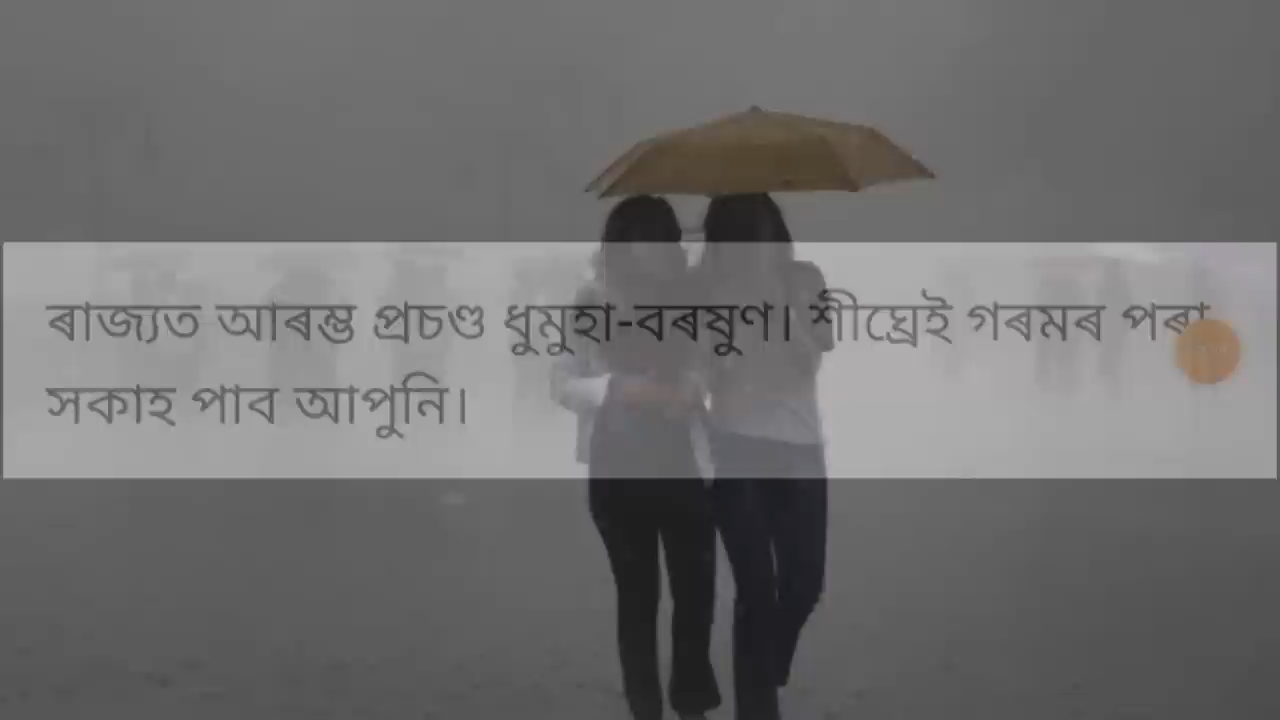 ৰাজ্যত আৰম্ভ প্ৰচণ্ড ধুমুহা-বৰষুণ। শীঘ্ৰেই গৰমৰ পৰা
সকাহ পাব আপুনি।